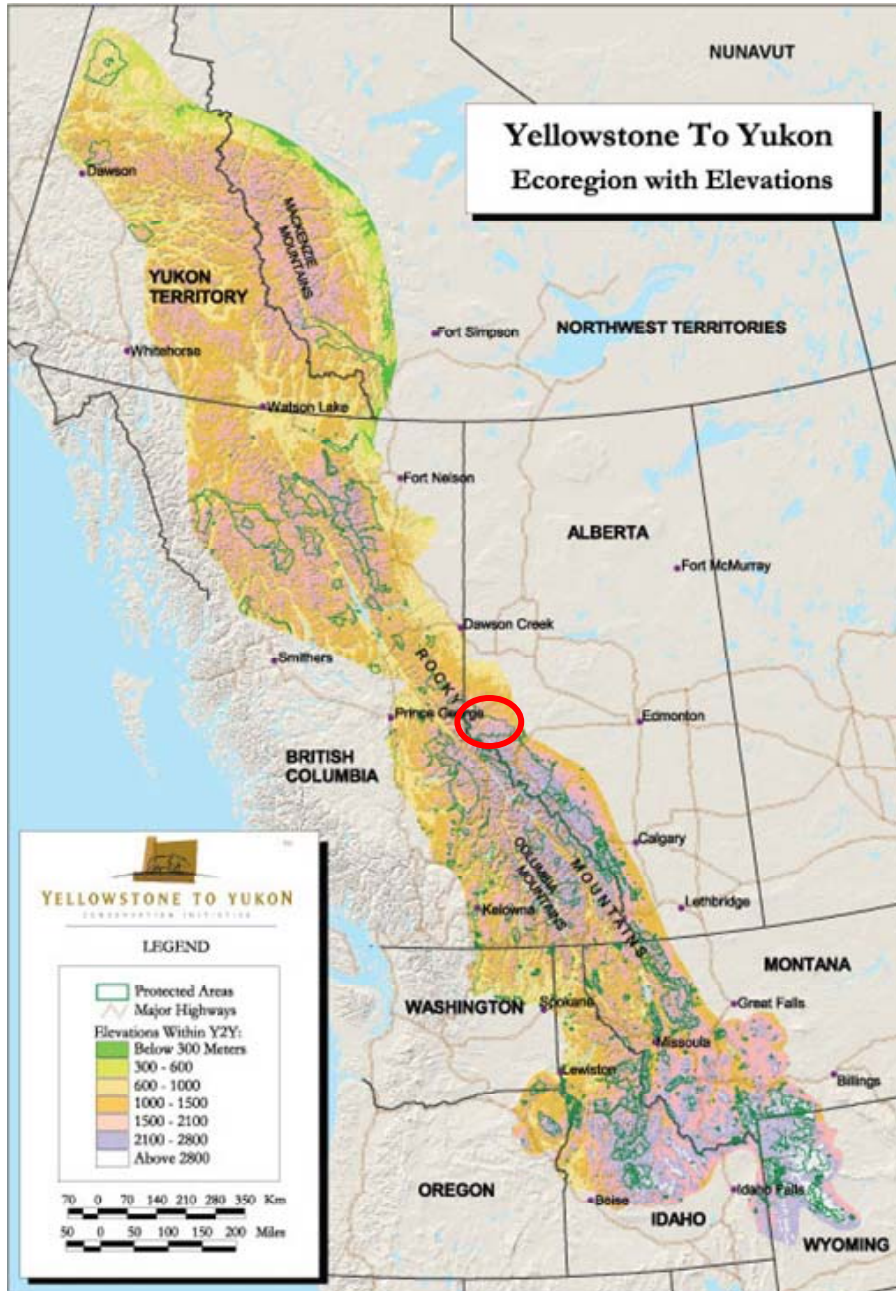 NUNAVUT
Yellowstone To Yukon
Ecoregion with Elevations
Dawson
MACKENZIE
MOUNTAINS
YUKON
TERRITORY
Fort Simpson
NORTHWEST TERRITORIES
Whitehorse
Watson Lake
Fort Nelson
ALBERTA
Fort McMurray
Dawson Creek
Smithers
ROCKY
Prince George
Edmonton
BRITISH
COLUMBIA
Calgary
COLUMBIA
MOUNTAINS
MOUNTAINS
Kelowna
Lethbridge
MONTANA
WASHINGTON
Spokane
Great Falls
Missoula
Lewiston
Billings
OREGON
Boise
IDAHO
Idaho Falls
WYOMING
YELLOWSTONE TO YUKON
CONSERVATION INITIATIVE
LEGEND
Protected Areas
Major Highways
Elevations Within Y2Y:
Below 300 Meters
300 - 600
600 - 1000
1000 - 1500
1500 - 2100
2100 - 2800
Above 2800
70 0 70 140 210 280 350 Km
50 0 50 100 150 200 Miles